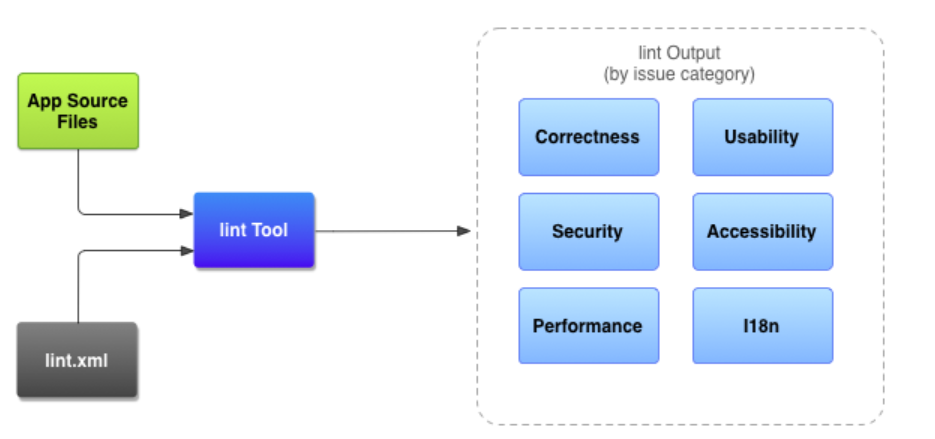 lint Output
(by issue category)
App Source
Files
Correctness
Usability
lint Tool
Security
Accessibility
lint.xml
Performance
I18n